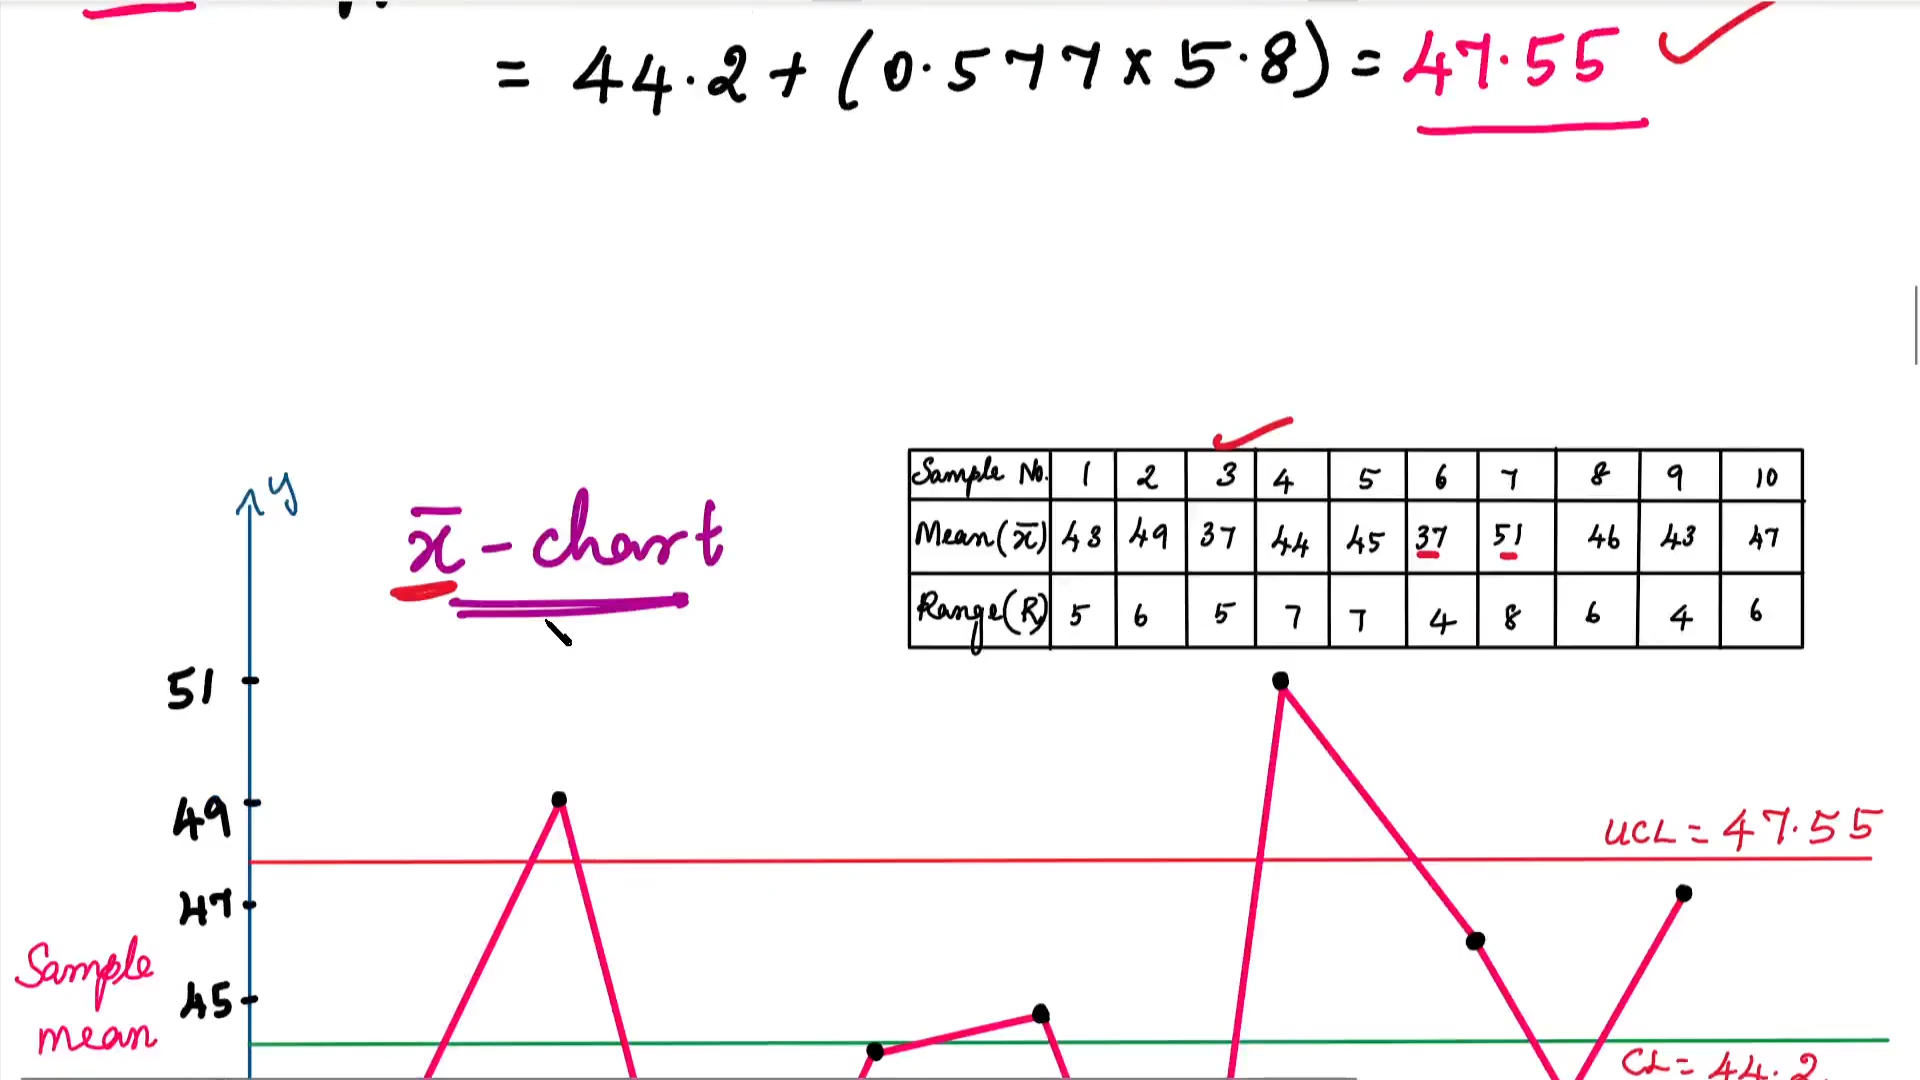 = 44.2 + (0.577 × 5.8) = 47.55
y
x̄ - chart
Sample No. 1 2 3 4 5 6 7 8 9 10
Mean(x̄) 43 49 37 44 45 37 51 46 43 47
Range(R) 5 6 5 7 7 4 8 6 4 6
51
49
UCL = 47.55
47
Sample
mean
45
CL = 44.2